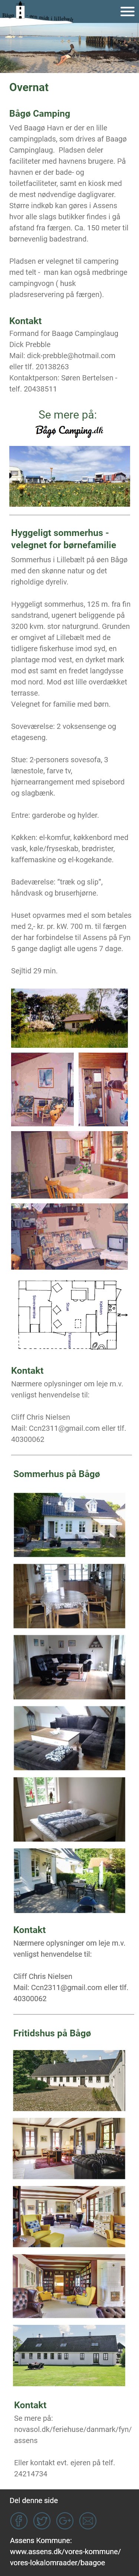 Overnat
Bågø Camping
Ved Baagø Havn er der en lille
campingplads, som drives af Baagø
Campinglaug.  Pladsen deler
faciliteter med havnens brugere. På
havnen er der bade- og
toiletfaciliteter, samt en kiosk med
de mest nødvendige dagligvarer.
Større indkøb kan gøres i Assens
hvor alle slags butikker findes i gå
afstand fra færgen. Ca. 150 meter til
børnevenlig badestrand.
Pladsen er velegnet til campering
med telt -  man kan også medbringe
campingvogn ( husk
pladsreservering på færgen).
Kontakt
Formand for Baagø Campinglaug
Dick Prebble
Mail: dick-prebble@hotmail.com
eller tlf. 20138263
Kontaktperson: Søren Bertelsen -
telf. 20438511
Se mere på:
Bågø Camping.dk
Hyggeligt sommerhus -
velegnet for børnefamilie
Sommerhus i Lillebælt på øen Bågø
med den skønne natur og det
righoldige dyreliv.
Hyggeligt sommerhus, 125 m. fra fin
sandstrand, ugenert beliggende på
3200 kvm. stor naturgrund. Grunden
er omgivet af Lillebælt mod de
tidligere fiskerhuse imod syd, en
plantage mod vest, en dyrket mark
mod øst samt en fredet landgylse
mod nord. Mod øst lille overdækket
terrasse.
Velegnet for familie med børn.
Soveværelse: 2 voksensenge og
etageseng.
Stue: 2-personers sovesofa, 3
lænestole, farve tv,
hjørnearrangement med spisebord
og slagbænk.
Entre: garderobe og hylder.
Køkken: el-komfur, køkkenbord med
vask, køle/fryseskab, brødrister,
kaffemaskine og el-kogekande.
Badeværelse: "træk og slip",
håndvask og bruserhjørne.
Huset opvarmes med el som betales
med 2,- kr. pr. kW. 700 m. til færgen
der har forbindelse til Assens på Fyn
5 gange dagligt alle ugens 7 dage.
Sejltid 29 min.
Kontakt
Nærmere oplysninger om leje m.v.
venligst henvendelse til:
Cliff Chris Nielsen
Mail: Ccn2311@gmail.com eller tlf.
40300062
Sommerhus på Bågø
Kontakt
Nærmere oplysninger om leje m.v.
venligst henvendelse til:
Cliff Chris Nielsen
Mail: Ccn2311@gmail.com eller tlf.
40300062
Fritidshus på Bågø
Kontakt
Se mere på:
novasol.dk/feriehuse/danmark/fyn/
assens
Eller kontakt evt. ejeren på telf.
24214734
Del denne side
Assens Kommune:
www.assens.dk/vores-kommune/
vores-lokalomraader/baagoe